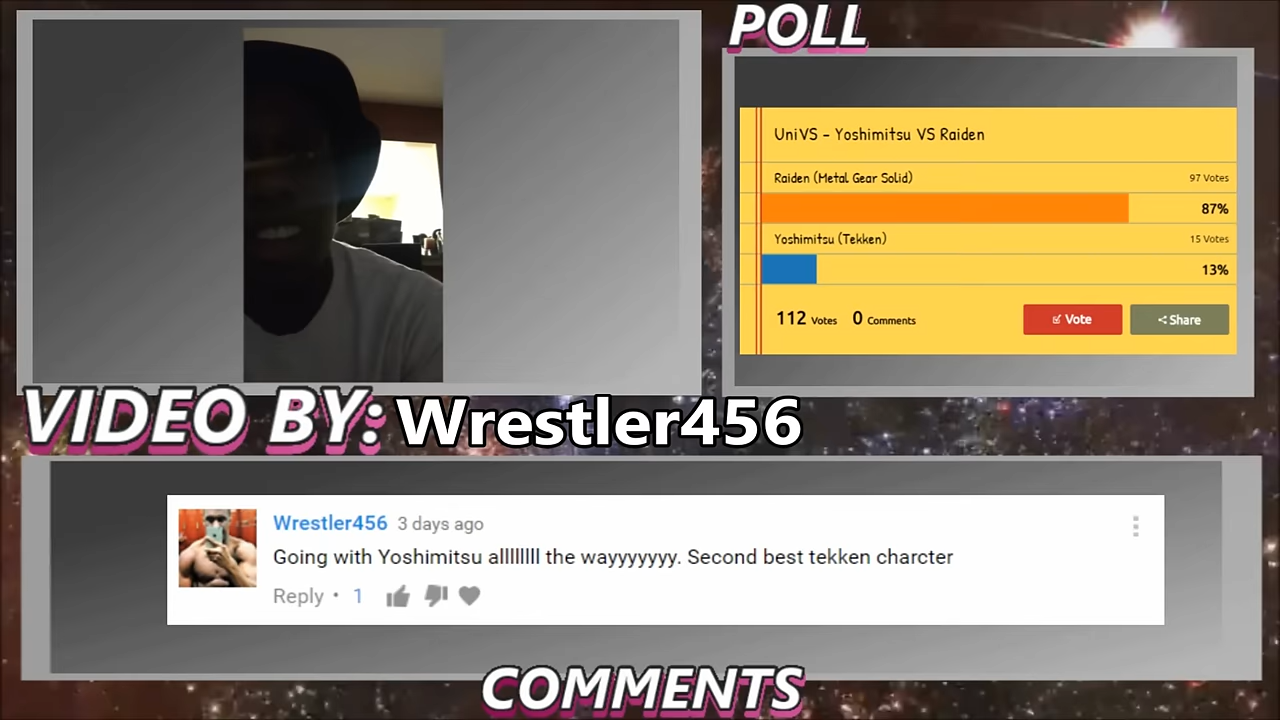 POLL
UniVS - Yoshimitsu VS Raiden
Raiden (Metal Gear Solid) 97 Votes
87%
Yoshimitsu (Tekken) 15 Votes
13%
112 Votes 0 Comments Vote Share
VIDEO BY: Wrestler456
Wrestler456 3 days ago
Going with Yoshimitsu allllllll the wayyyyyyy. Second best tekken charcter
Reply • 1
COMMENTS